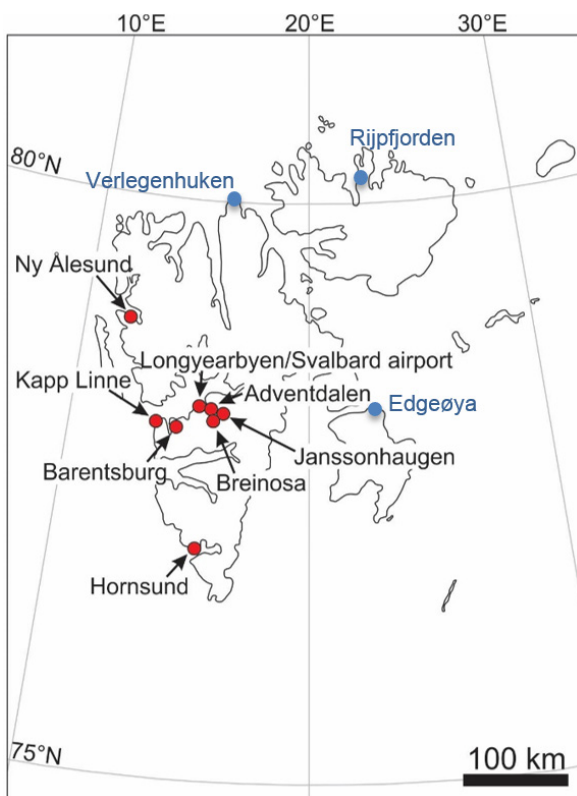 10°E
20°E
30°E
80°N
Rijpfjorden
Verlegenhuken
Ny Ålesund
Longyearbyen/Svalbard airport
Kapp Linne
Adventdalen
Edgeøya
Janssonhaugen
Barentsburg
Breinosa
Hornsund
75°N
100 km